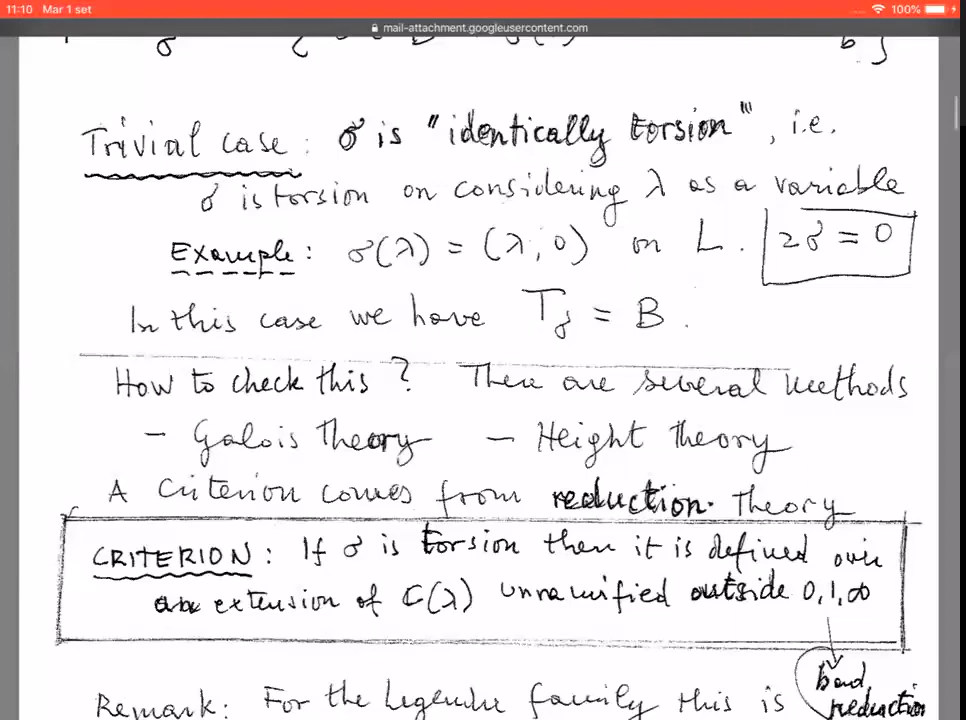 11:10 Mar 1 set
100%
mail-attachment.googleusercontent.com
Trivial case: σ is "identically torsion", i.e.
σ is torsion on considering λ as a variable
Example: σ(λ) = (λ, 0) on L. 2σ = 0
In this case we have Tσ = B.
How to check this? There are several methods
- Galois Theory - Height Theory
A criterion comes from reduction. Theory
CRITERION: If σ is torsion then it is defined over
an extension of C(λ) unramified outside 0,1,∞
bad
Remark: For the Legendre family this is reduction